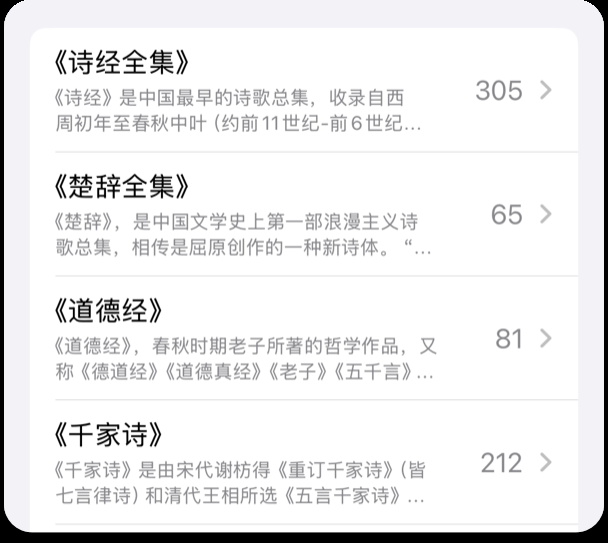 《诗经全集》
《诗经》是中国最早的诗歌总集，收录自西
周初年至春秋中叶（约前11世纪-前6世纪...
305
《楚辞全集》
《楚辞》，是中国文学史上第一部浪漫主义诗
歌总集，相传是屈原创作的一种新诗体。“...
65
《道德经》
《道德经》，春秋时期老子所著的哲学作品，又
称《德道经》《道德真经》《老子》《五千言》...
81
《千家诗》
《千家诗》是由宋代谢枋得《重订千家诗》（皆
七言律诗）和清代王相所选《五言千家诗》...
212